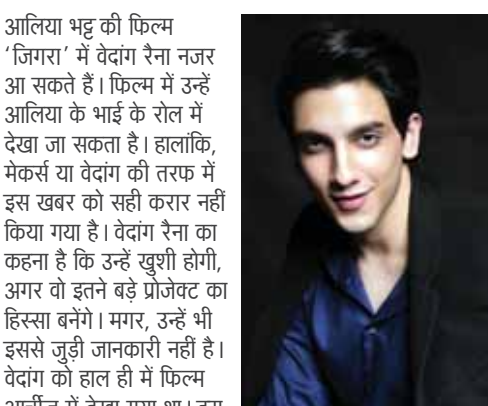 आलिया भट्ट की फिल्म
‘जिगरा’ में वेदांग रैना नजर
आ सकते हैं। फिल्म में उन्हें
आलिया के भाई के रोल में
देखा जा सकता है। हालांकि,
मेकर्स या वेदांग की तरफ में
इस खबर को सही करार नहीं
किया गया है। वेदांग रैना का
कहना है कि उन्हें खुशी होगी,
अगर वो इतने बड़े प्रोजेक्ट का
हिस्सा बनेंगे। मगर, उन्हें भी
इससे जुड़ी जानकारी नहीं है।
वेदांग को हाल ही में फिल्म
में देखा गया था।